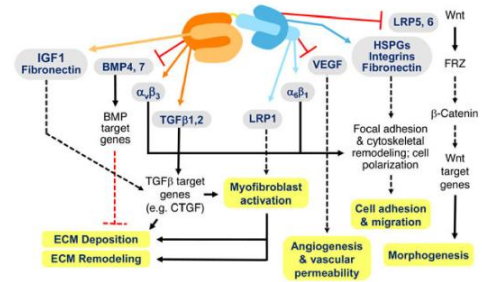 LRP5, 6
Wnt
IGF1
Fibronectin
BMP4, 7
αvβ3
TGFβ1,2
LRP1
α6β1
VEGF
HSPGs
Integrins
Fibronectin
FRZ
BMP
target
genes
β-Catenin
Focal adhesion
& cytoskeletal
remodeling; cell
polarization
Wnt
target
genes
TGFβ target
genes
(e.g. CTGF)
Myofibroblast
activation
Cell adhesion
& migration
ECM Deposition
ECM Remodeling
Angiogenesis
& vascular
permeability
Morphogenesis